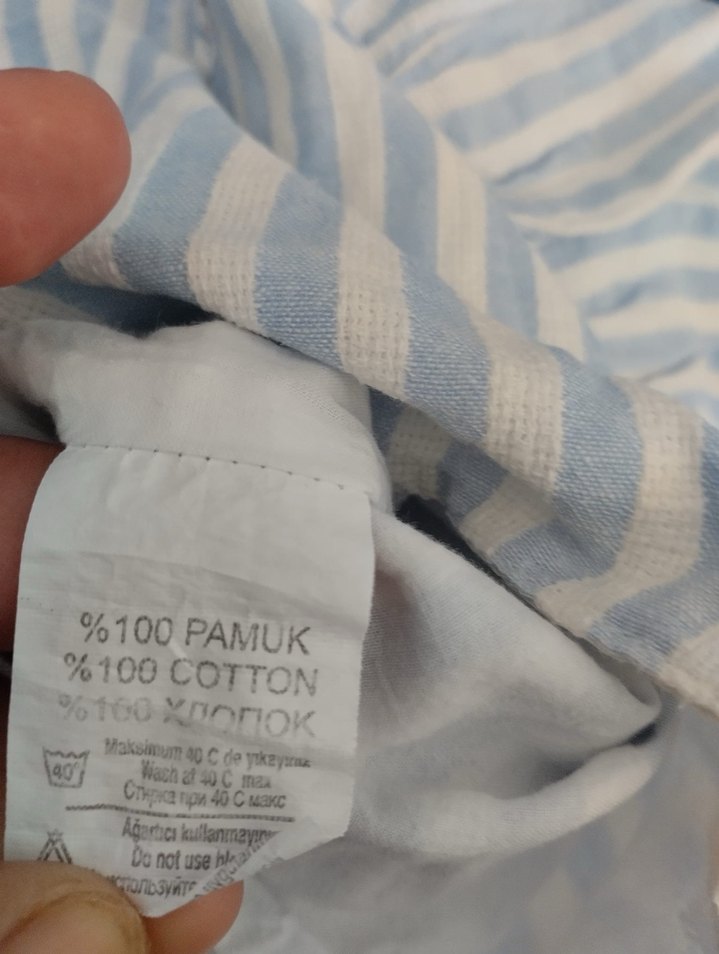 %100 PAMUK
%100 COTTON
%100 ХЛОПОК
40°
Maksimum 40 C de yıkayınız
Wash at 40 C max
Стирка при 40 С макс
Ağartıcı kullanmayınız
Do not use